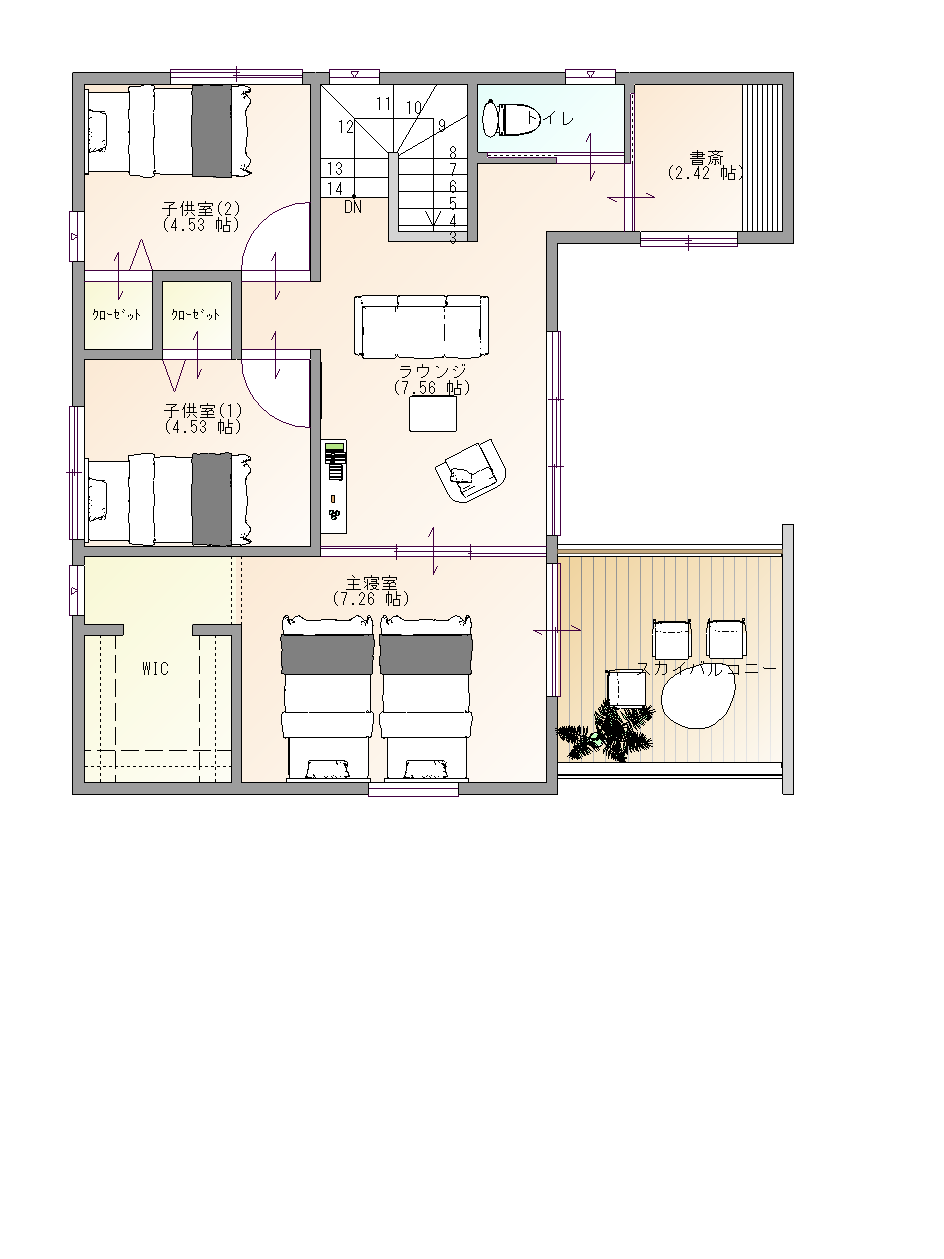 11
10
12
9
トイレ
8
書斎
(2.42 帖)
13
7
14
6
DN
5
4
3
子供室(2)
(4.53 帖)
クローゼット
クローゼット
ラウンジ
(7.56 帖)
子供室(1)
(4.53 帖)
主寝室
(7.26 帖)
WIC
スカイバルコニー